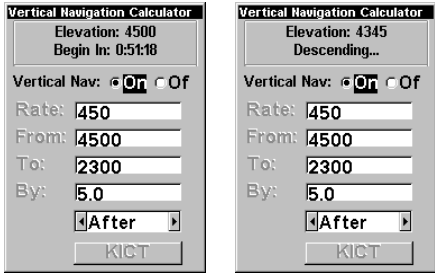 Vertical Navigation Calculator
Elevation: 4500
Begin In: 0:51:18
Vertical Nav: On Of
Rate: 450
From: 4500
To: 2300
By: 5.0
After
KICT
Vertical Navigation Calculator
Elevation: 4345
Descending...
Vertical Nav: On Of
Rate: 450
From: 4500
To: 2300
By: 5.0
After
KICT